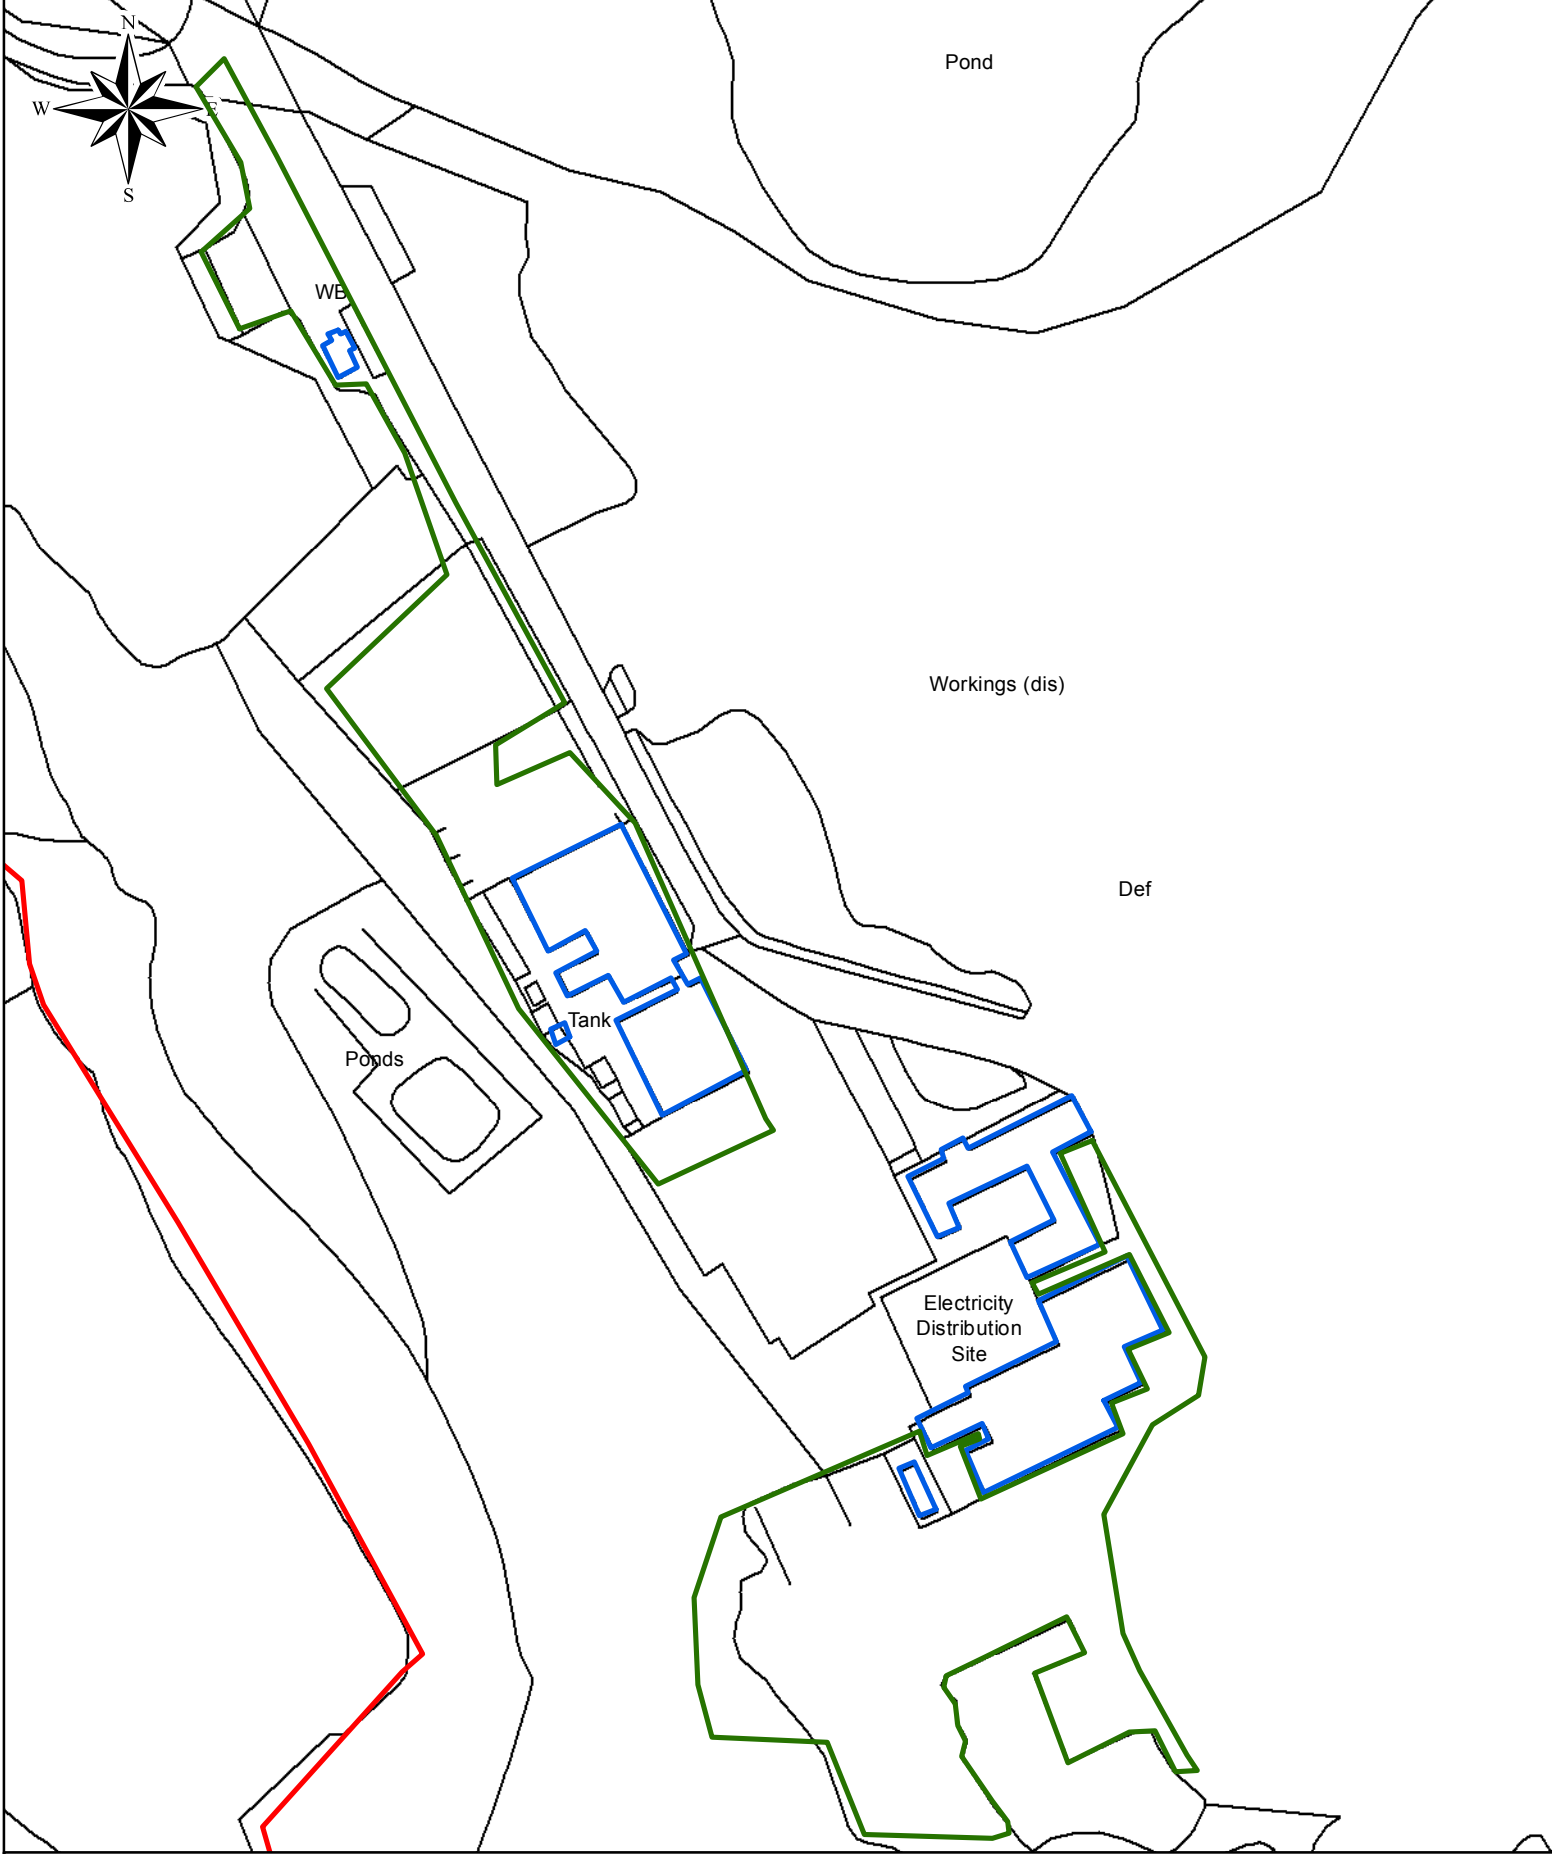 N
Pond
W
E
S
WB
Workings (dis)
Def
Tank
Ponds
Electricity
Distribution
Site